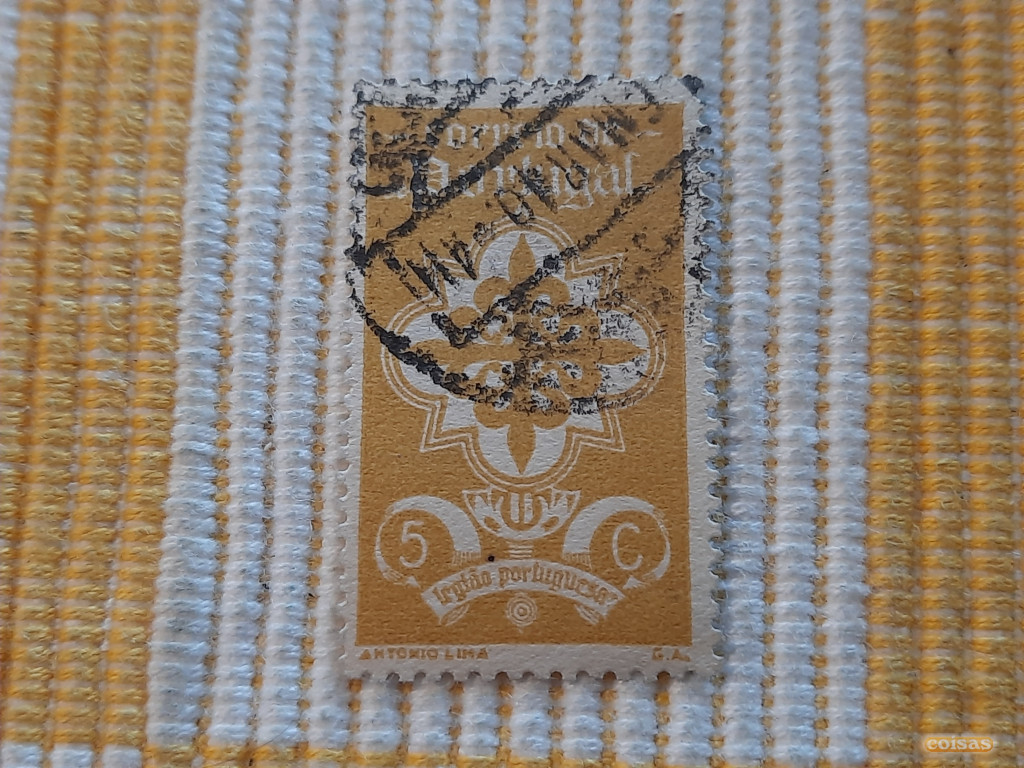 Correio de
Portugal
5 C
legião portuguesa
ANTONIO LIMA G.A.
coisas